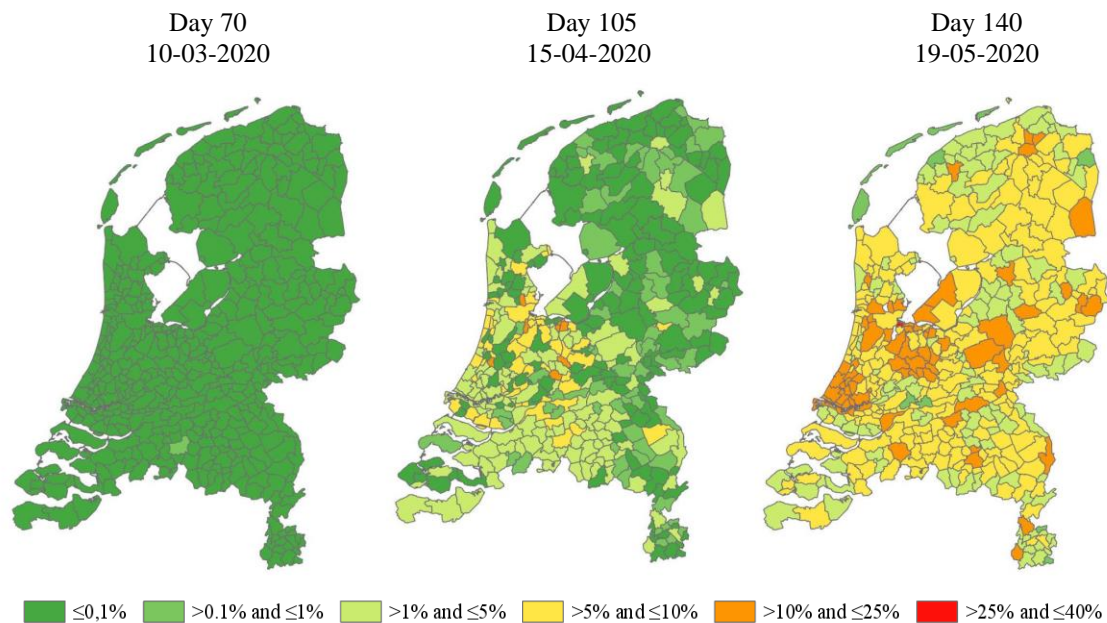 Day 70
10-03-2020
Day 105
15-04-2020
Day 140
19-05-2020
≤0,1%
>0.1% and ≤1%
>1% and ≤5%
>5% and ≤10%
>10% and ≤25%
>25% and ≤40%